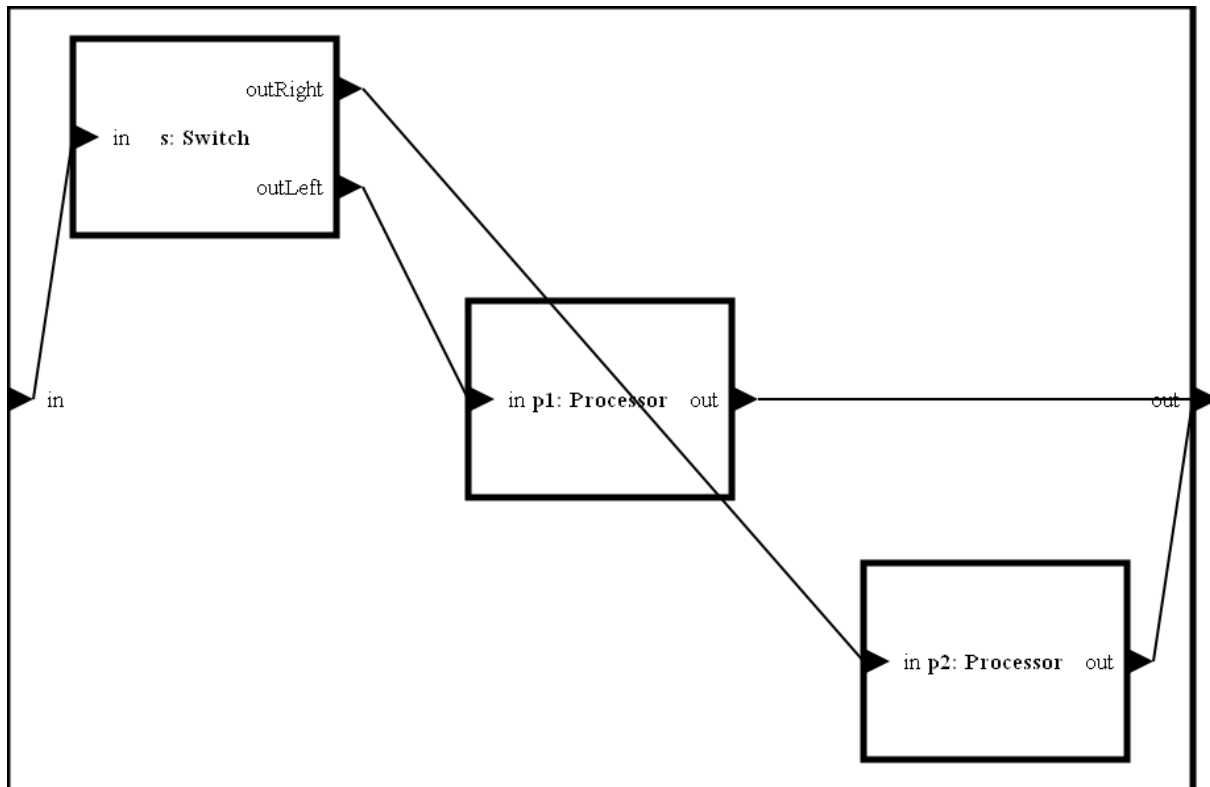 outRight
in s: Switch
outLeft
in
in p1: Processor out
out
in p2: Processor out